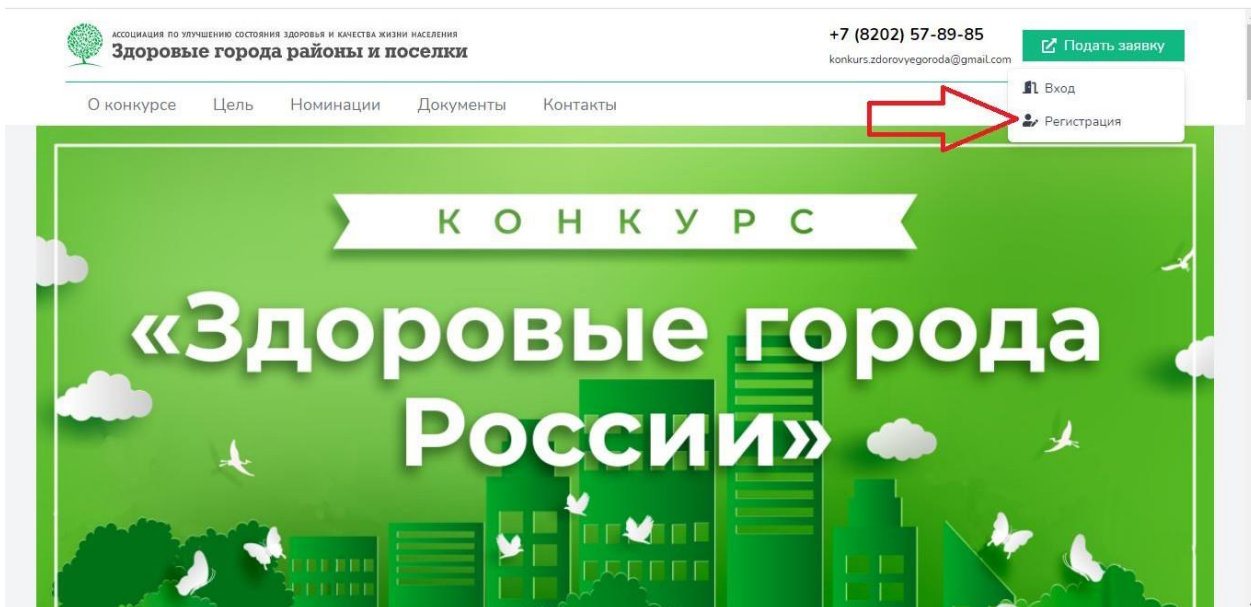 АССОЦИАЦИЯ ПО УЛУЧШЕНИЮ СОСТОЯНИЯ ЗДОРОВЬЯ И КАЧЕСТВА ЖИЗНИ НАСЕЛЕНИЯ
Здоровые города районы и поселки
+7 (8202) 57-89-85
konkurs.zdorovyegoroda@gmail.com
Подать заявку
Вход
Регистрация
О конкурсе Цель Номинации Документы Контакты
КОНКУРС
«Здоровые города
России»